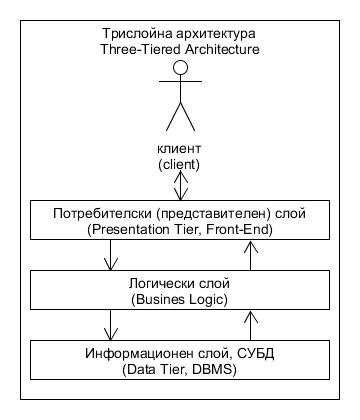 Трислойна архитектура
Three-Tiered Architecture
клиент
(client)
Потребителски (представителен) слой
(Presentation Tier, Front-End)
Логически слой
(Busines Logic)
Информационен слой, СУБД
(Data Tier, DBMS)